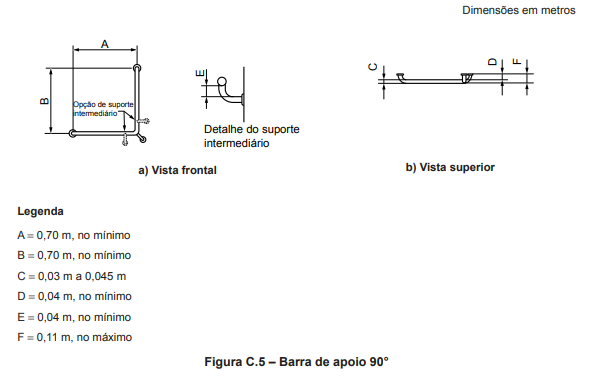 Dimensões em metros
A
B
Opção de suporte
intermediário
E
Detalhe do suporte
intermediário
a) Vista frontal
C
D
F
b) Vista superior
Legenda
A = 0,70 m, no mínimo
B = 0,70 m, no mínimo
C = 0,03 m a 0,045 m
D = 0,04 m, no mínimo
E = 0,04 m, no mínimo
F = 0,11 m, no máximo
Figura C.5 – Barra de apoio 90°